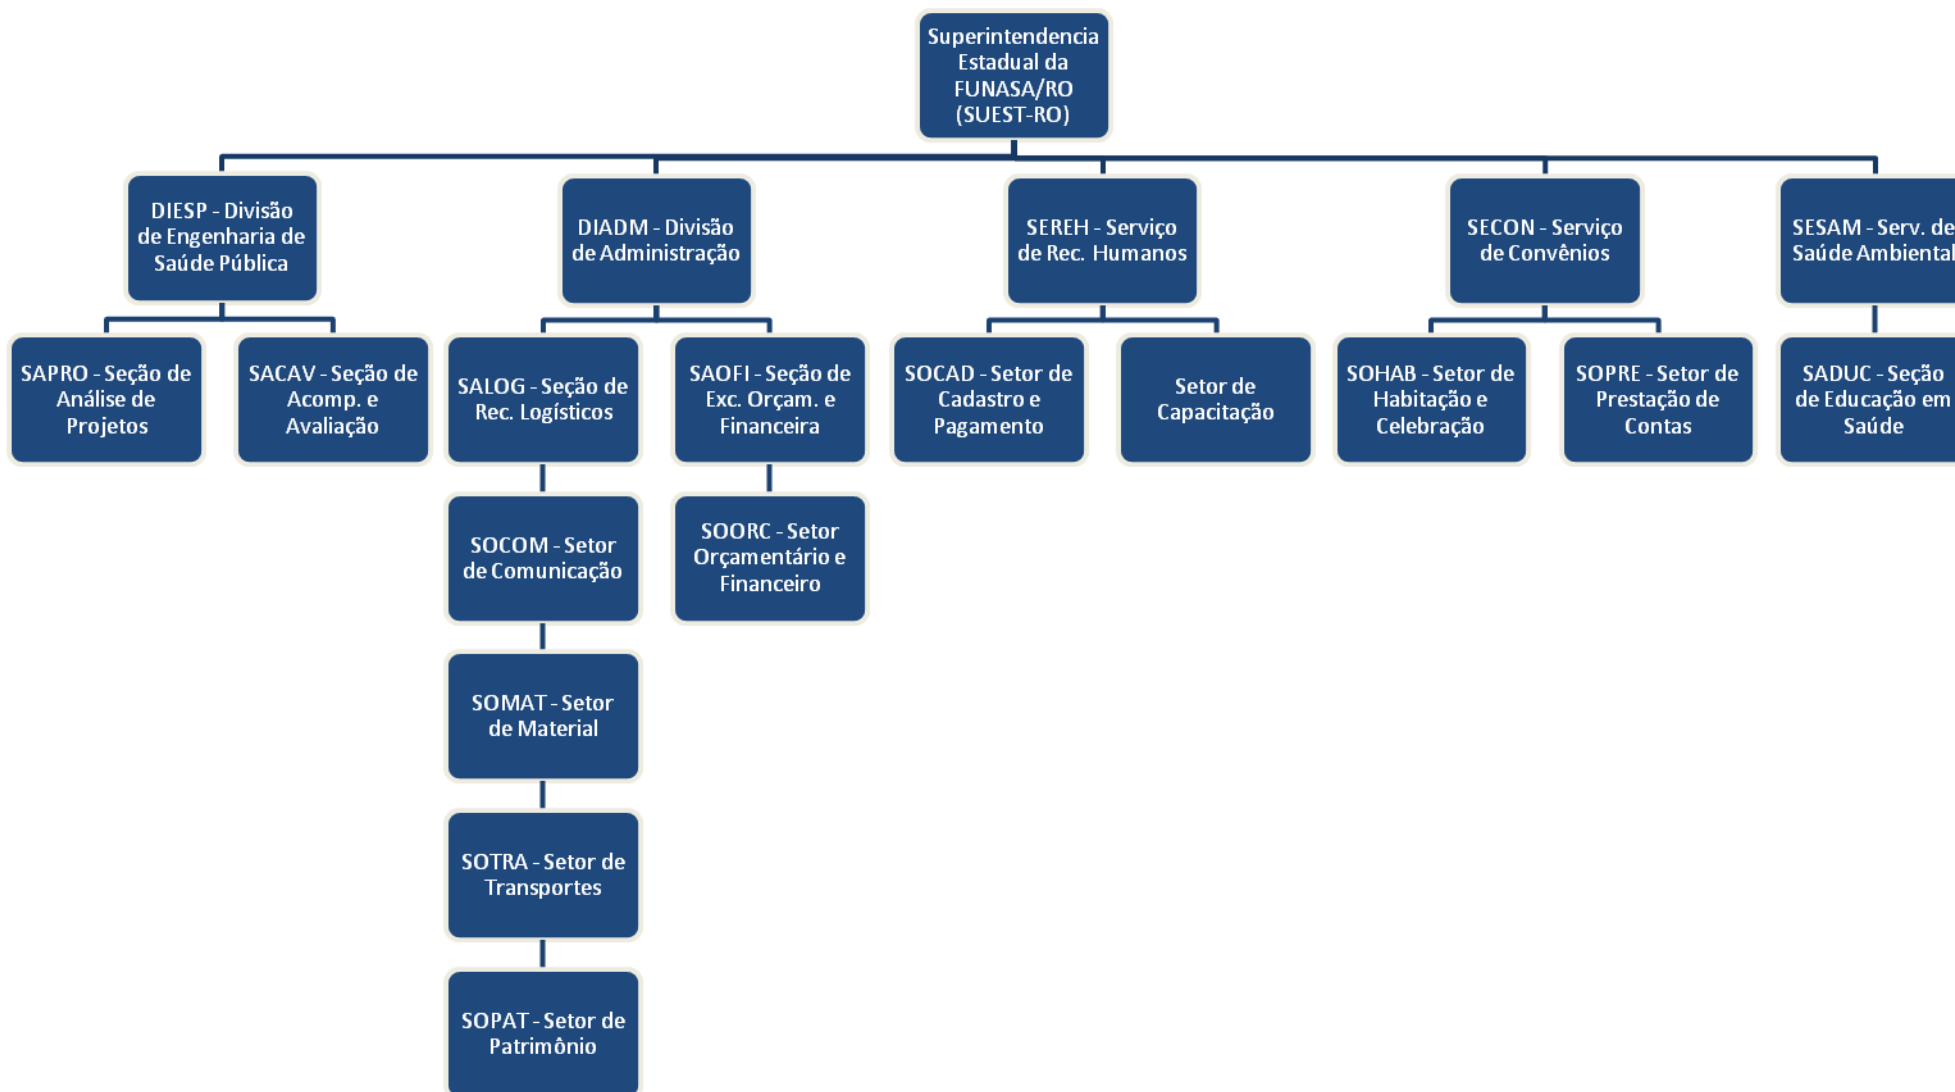 Superintendencia
Estadual da
FUNASA/RO
(SUEST-RO)
DIESP - Divisão
de Engenharia de
Saúde Pública
DIADM - Divisão
de Administração
SEREH - Serviço
de Rec. Humanos
SECON - Serviço
de Convênios
SESAM - Serv. de
Saúde Ambiental
SAPRO - Seção de
Análise de
Projetos
SACAV - Seção de
Acomp. e
Avaliação
SALOG - Seção de
Rec. Logísticos
SAOFI - Seção de
Exc. Orçam. e
Financeira
SOCAD - Setor de
Cadastro e
Pagamento
Setor de
Capacitação
SOHAB - Setor de
Habitação e
Celebração
SOPRE - Setor de
Prestação de
Contas
SADUC - Seção
de Educação em
Saúde
SOCOM - Setor
de Comunicação
SOORC - Setor
Orçamentário e
Financeiro
SOMAT - Setor
de Material
SOTRA - Setor de
Transportes
SOPAT - Setor de
Patrimônio